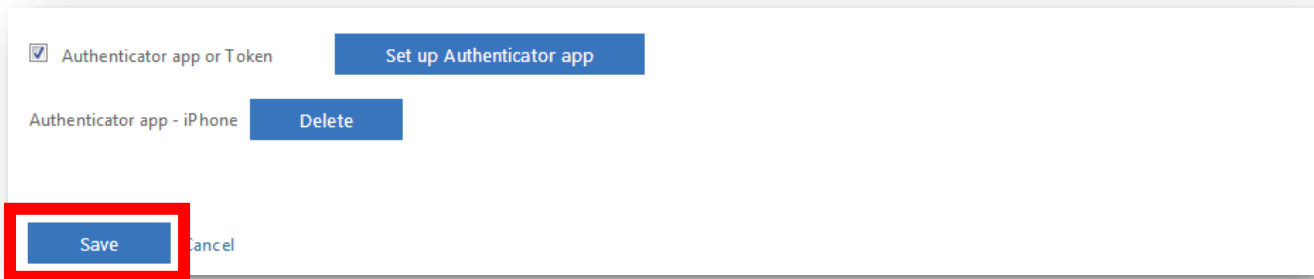 Authenticator app or Token Set up Authenticator app
Authenticator app - iPhone Delete
Save Cancel